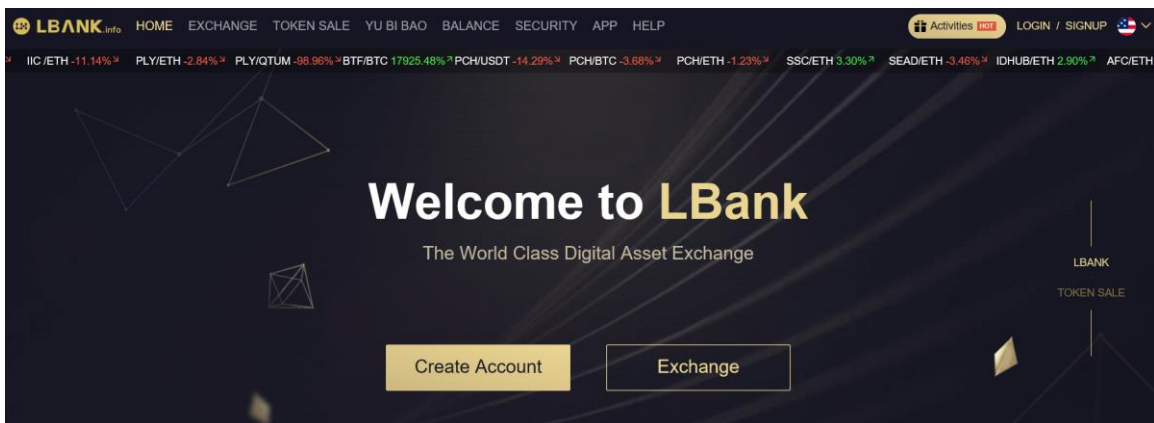 LBΛNK.info HOME EXCHANGE TOKEN SALE YU BI BAO BALANCE SECURITY APP HELP Activities HOT LOGIN / SIGNUP
IIC /ETH -11.14% PLY/ETH -2.84% PLY/QTUM -98.96% BTF/BTC 17925.48% PCH/USDT -14.29% PCH/BTC -3.68% PCH/ETH -1.23% SSC/ETH 3.30% SEAD/ETH -3.46% IDHUB/ETH 2.90% AFC/ETH
Welcome to LBank
The World Class Digital Asset Exchange
LBANK
TOKEN SALE
Create Account Exchange